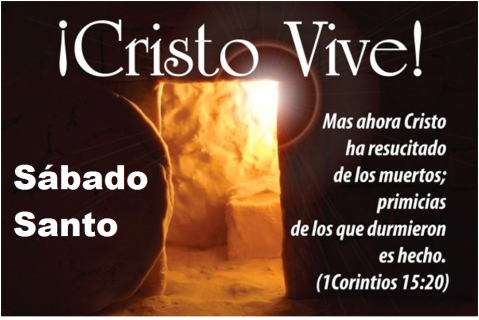 ¡Cristo Vive!
Mas ahora Cristo
ha resucitado
de los muertos;
primicias
de los que durmieron
es hecho.
(1Corintios 15:20)
Sábado
Santo